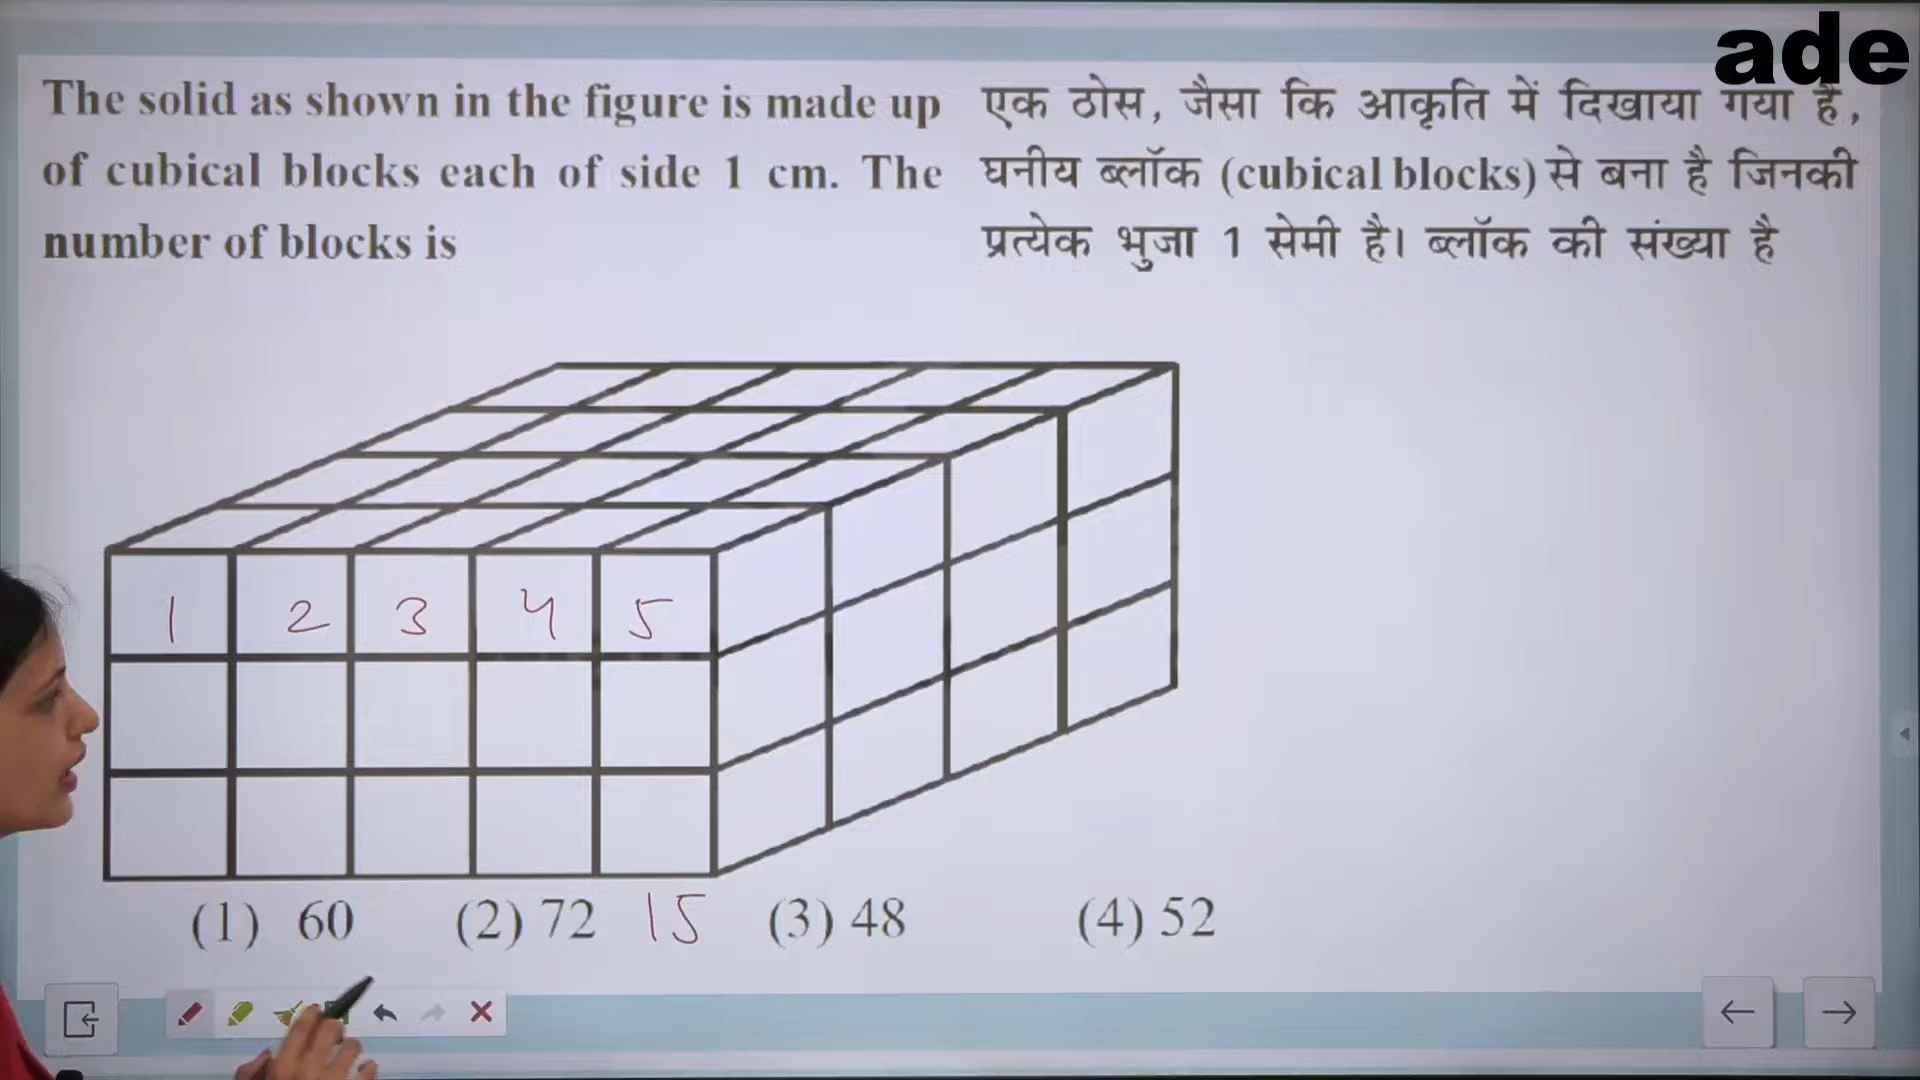 ade
The solid as shown in the figure is made up
of cubical blocks each of side 1 cm. The
number of blocks is
एक ठोस, जैसा कि आकृति में दिखाया गया है,
घनीय ब्लॉक (cubical blocks) से बना है जिनकी
प्रत्येक भुजा 1 सेमी है। ब्लॉक की संख्या है
1 2 3 4 5
(1) 60 (2) 72 15 (3) 48 (4) 52